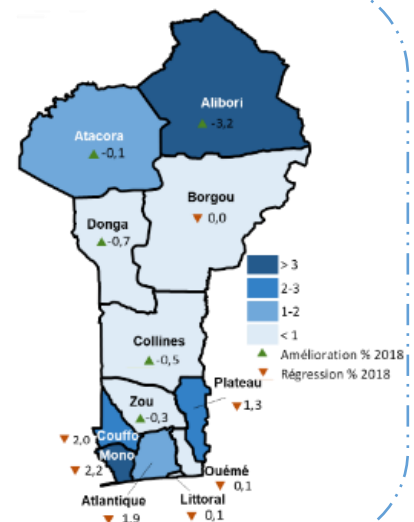 Alibori
▲ -3,2
Atacora
▲ -0,1
Borgou
▼ 0,0
Donga
▲ -0,7
> 3
2-3
1-2
< 1
▲ Amélioration % 2018
▼ Régression % 2018
Collines
▲ -0,5
Plateau
▼ 1,3
Zou
▲ -0,3
▼ 2,0 Couffo
▼ 2,2 Mono
Ouémé
▼ 0,1
Atlantique
▼ 1,9
Littoral
▼ 0,1